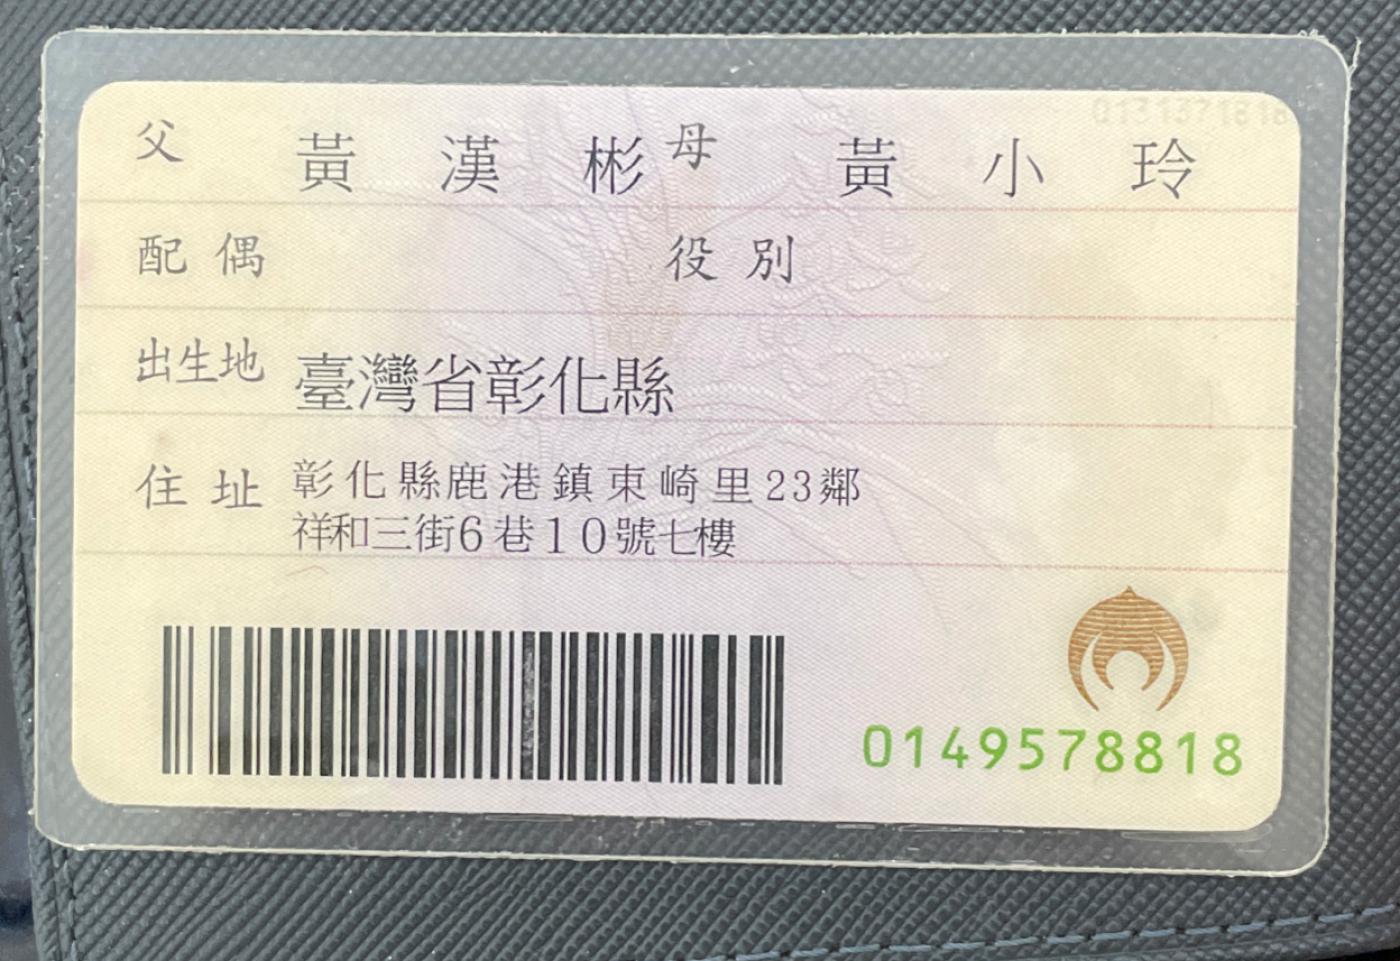 父 黃漢彬 母 黃小玲
配偶 役別
出生地 臺灣省彰化縣
住址 彰化縣鹿港鎮東崎里23鄰
祥和三街6巷10號七樓
0149578818